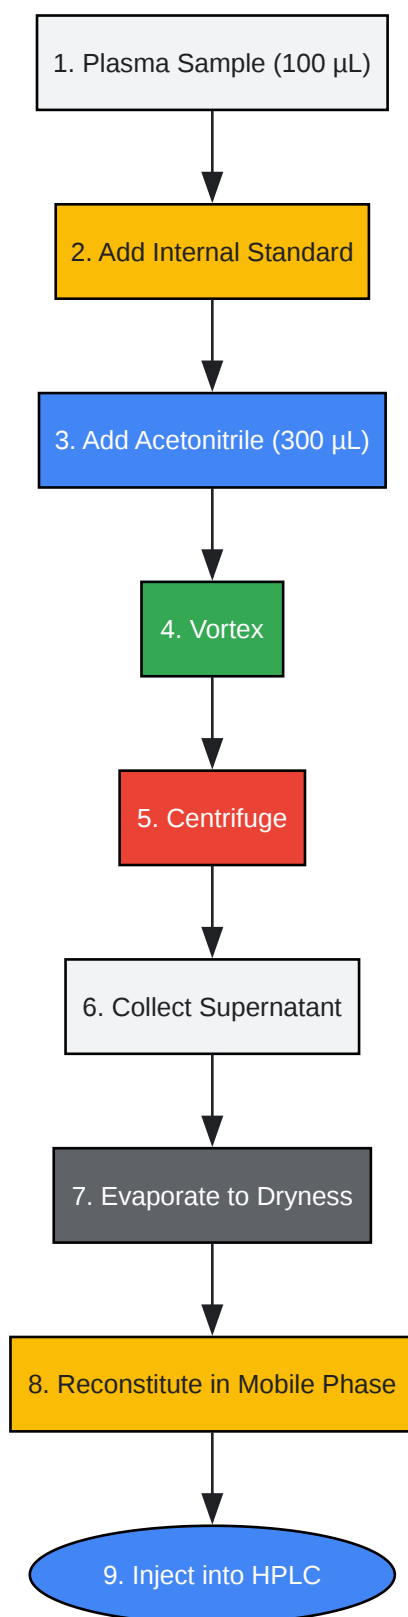 1. Plasma Sample (100 µL)
2. Add Internal Standard
3. Add Acetonitrile (300 µL)
4. Vortex
5. Centrifuge
6. Collect Supernatant
7. Evaporate to Dryness
8. Reconstitute in Mobile Phase
9. Inject into HPLC